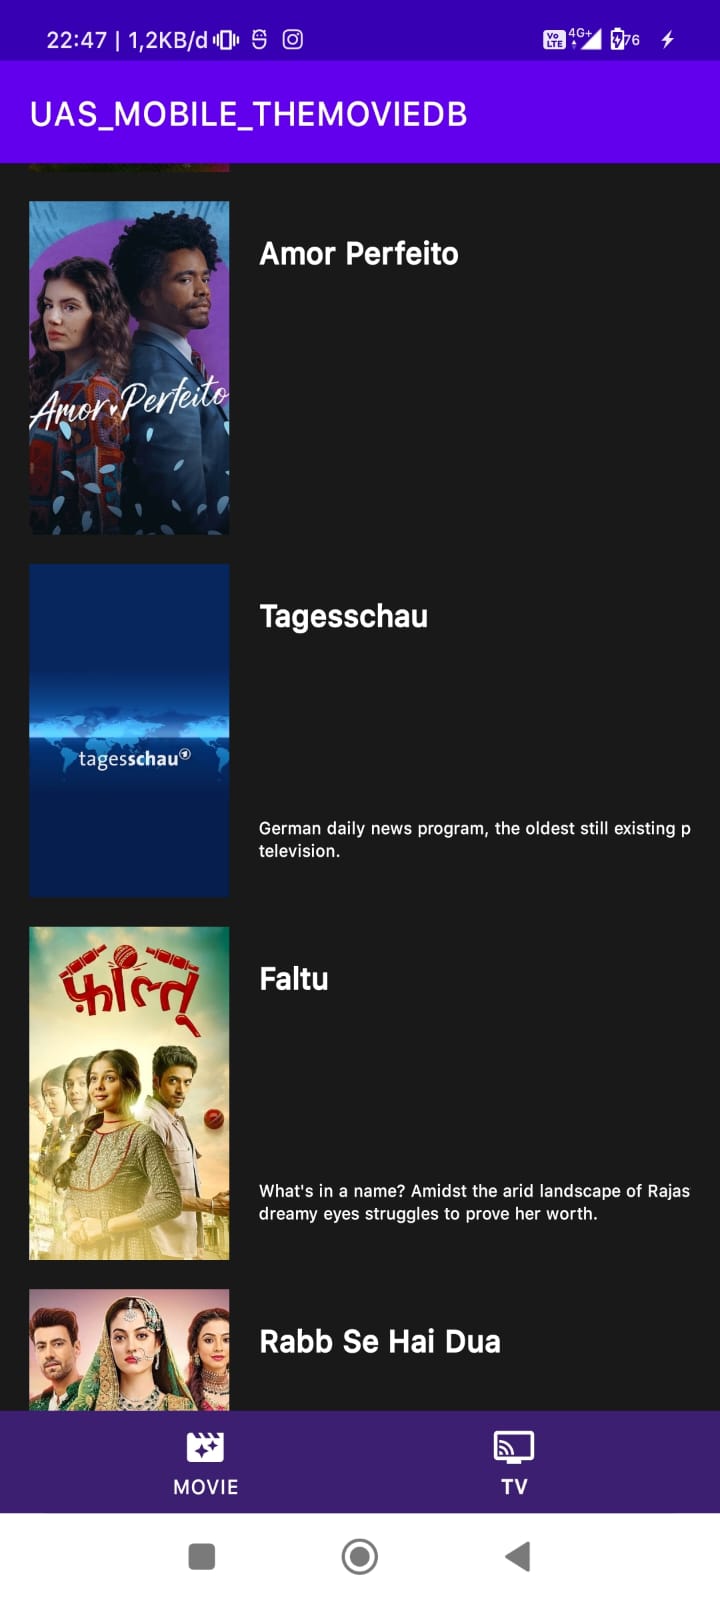 22:47 | 1,2KB/d
Vo LTE 4G+ 76
UAS_MOBILE_THEMOVIEDB
Amor Perfeito
Amor Perfeito
Tagesschau
tagesschau
German daily news program, the oldest still existing p
television.
फ़ालतू
Faltu
What's in a name? Amidst the arid landscape of Rajas
dreamy eyes struggles to prove her worth.
Rabb Se Hai Dua
MOVIE
TV